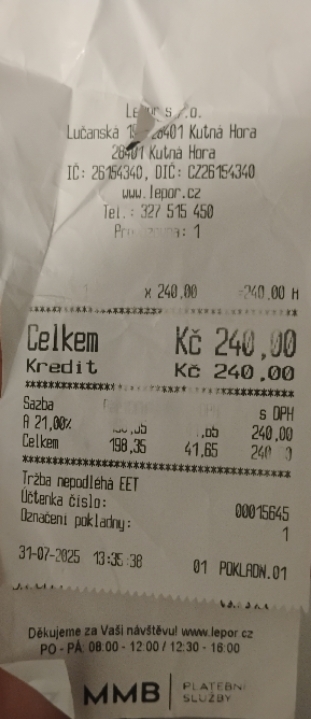 s r.o.
Lučanská 28401 Kutná Hora
28401 Kutná Hora
IČ: 26154340, DIČ: CZ26154340
www.lepor.cz
Tel.: 327 515 450
: 1
x 240,00 240,00 H
Celkem Kč 240,00
Kredit Kč 240,00
Sazba s DPH
A 21,00% 240,00
Celkem 198,35 41,65
Tržba nepodléhá EET
Účtenka číslo: 00015645
Označení pokladny: 1
31-07-2025 13:35:38 01 POKLADN.01
Děkujeme za Vaši návštěvu! www.lepor.cz
PO - PÁ: 08:00 - 12:00 / 12:30 - 16:00
MMB PLATEBNÍ
SLUŽBY